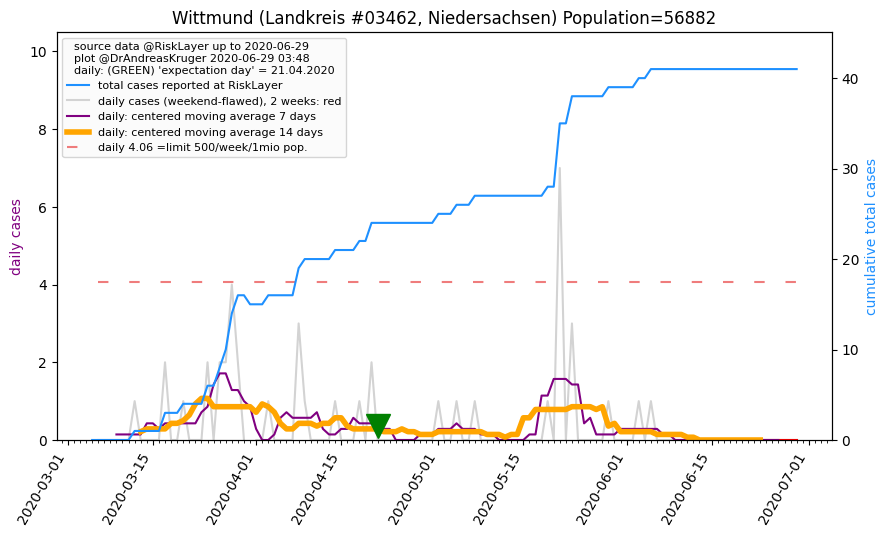 Wittmund (Landkreis #03462, Niedersachsen) Population=56882
source data @RiskLayer up to 2020-06-29
plot @DrAndreasKruger 2020-06-29 03:48
daily: (GREEN) 'expectation day' = 21.04.2020
total cases reported at RiskLayer
daily cases (weekend-flawed), 2 weeks: red
daily: centered moving average 7 days
daily: centered moving average 14 days
daily 4.06 =limit 500/week/1mio pop.
daily cases
10
8
6
4
2
0
cumulative total cases
40
30
20
10
0
2020-03-01
2020-03-15
2020-04-01
2020-04-15
2020-05-01
2020-05-15
2020-06-01
2020-06-15
2020-07-01